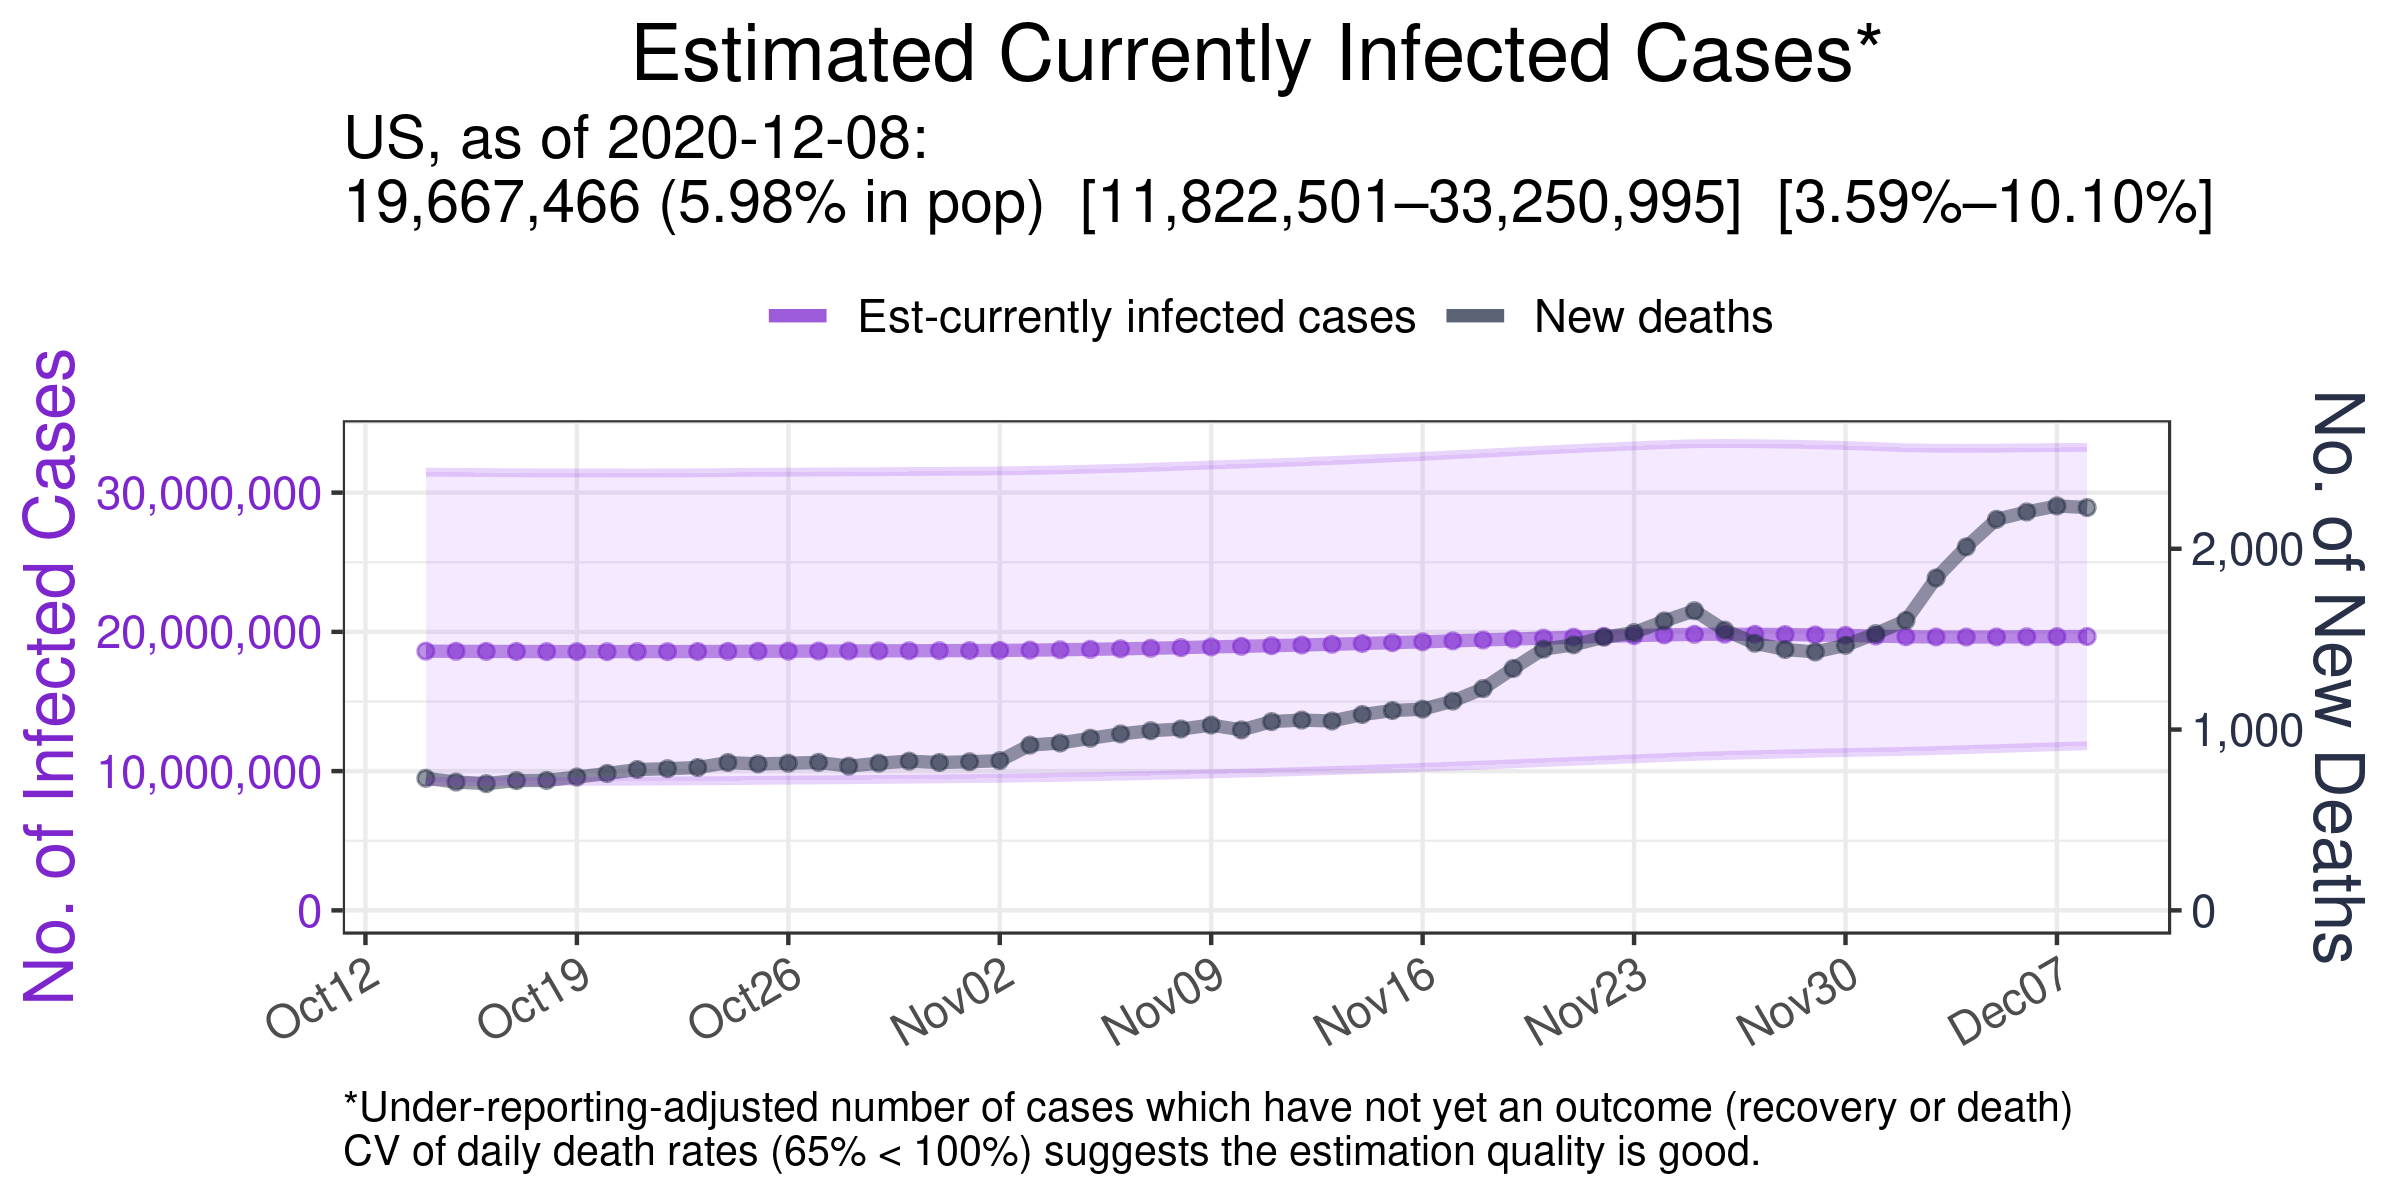 Estimated Currently Infected Cases*
US, as of 2020-12-08:
19,667,466 (5.98% in pop)  [11,822,501–33,250,995]  [3.59%–10.10%]
Est-currently infected cases
New deaths
No. of Infected Cases
30,000,000
20,000,000
10,000,000
0
2,000
1,000
0
No. of New Deaths
Oct12
Oct19
Oct26
Nov02
Nov09
Nov16
Nov23
Nov30
Dec07
*Under-reporting-adjusted number of cases which have not yet an outcome (recovery or death)
CV of daily death rates (65% < 100%) suggests the estimation quality is good.